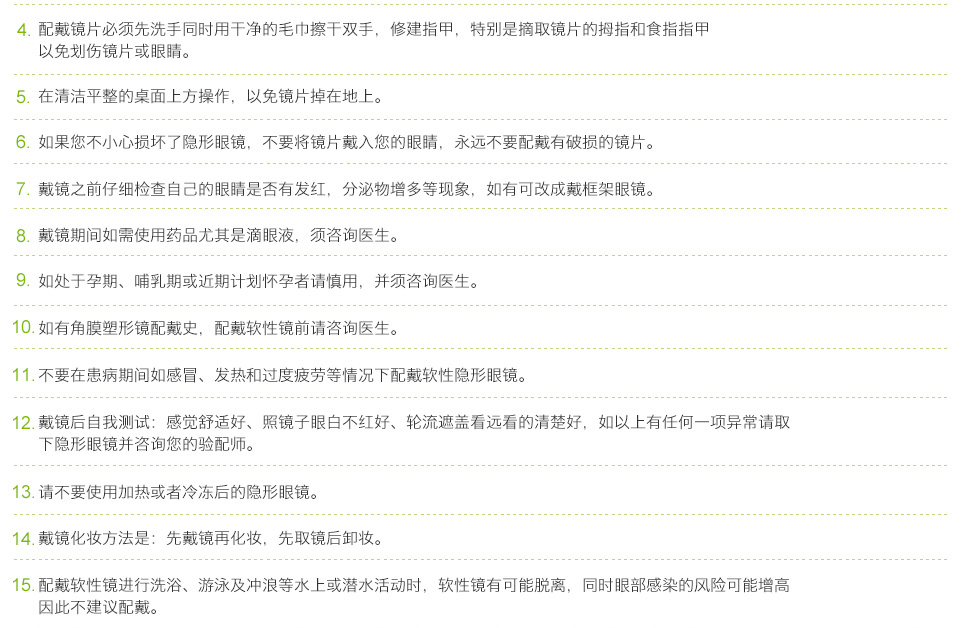 4. 配戴镜片必须先洗手同时用干净的毛巾擦干双手，修建指甲，特别是摘取镜片的拇指和食指指甲
以免划伤镜片或眼睛。
5. 在清洁平整的桌面上方操作，以免镜片掉在地上。
6. 如果您不小心损坏了隐形眼镜，不要将镜片戴入您的眼睛，永远不要配戴有破损的镜片。
7. 戴镜之前仔细检查自己的眼睛是否有发红，分泌物增多等现象，如有可改成戴框架眼镜。
8. 戴镜期间如需使用药品尤其是滴眼液，须咨询医生。
9. 如处于孕期、哺乳期或近期计划怀孕者请慎用，并须咨询医生。
10. 如有角膜塑形镜配戴史，配戴软性镜前请咨询医生。
11. 不要在患病期间如感冒、发热和过度疲劳等情况下配戴软性隐形眼镜。
12. 戴镜后自我测试：感觉舒适好、照镜子眼白不红好、轮流遮盖看远看的清楚好，如以上有任何一项异常请取
下隐形眼镜并咨询您的验配师。
13. 请不要使用加热或者冷冻后的隐形眼镜。
14. 戴镜化妆方法是：先戴镜再化妆，先取镜后卸妆。
15. 配戴软性镜进行洗浴、游泳及冲浪等水上或潜水活动时，软性镜有可能脱离，同时眼部感染的风险可能增高
因此不建议配戴。